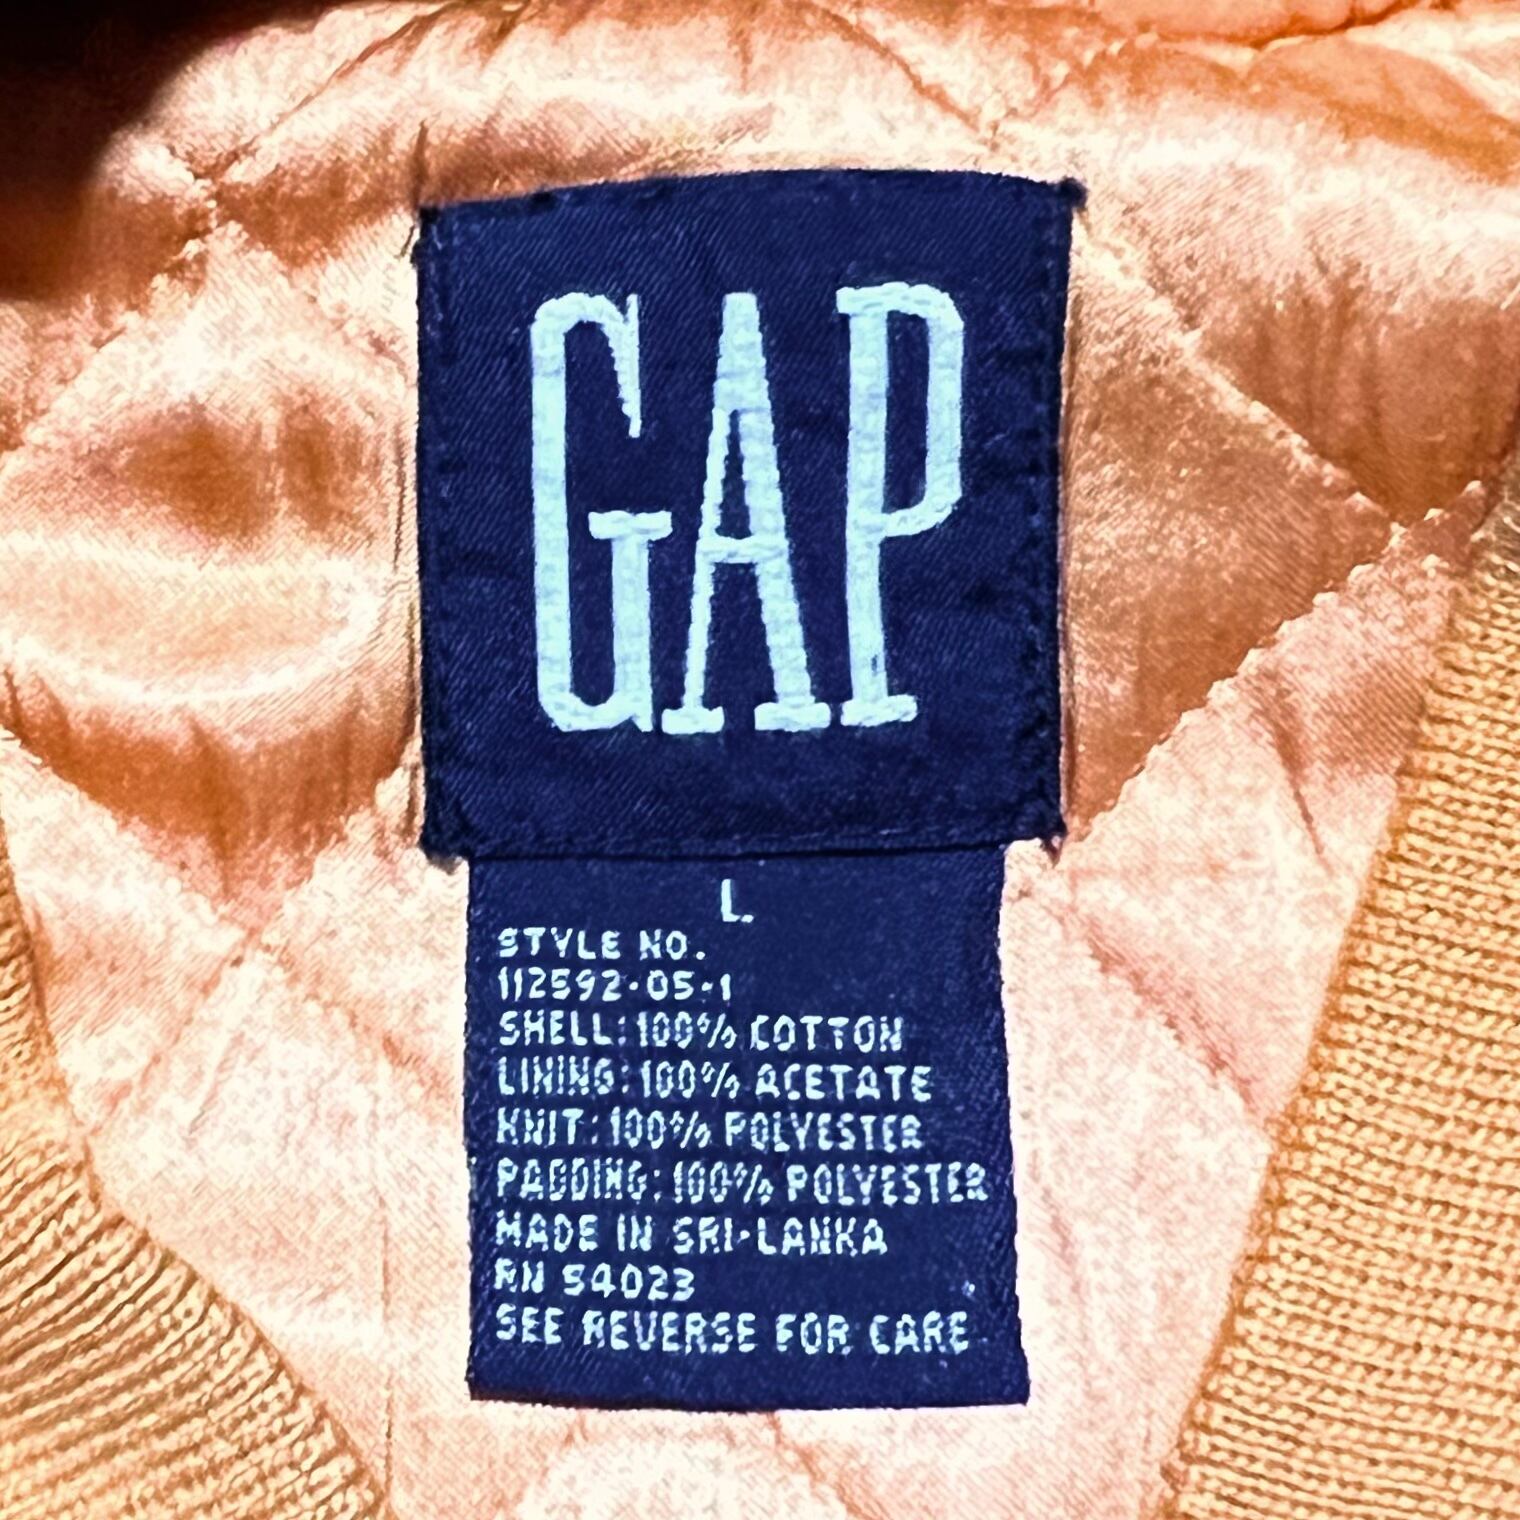 GAP
L.
STYLE NO.
112592-05-1
SHELL: 100% COTTON
LINING: 100% ACETATE
KNIT: 100% POLYESTER
PADDING: 100% POLYESTER
MADE IN SRI-LANKA
RN 54023
SEE REVERSE FOR CARE